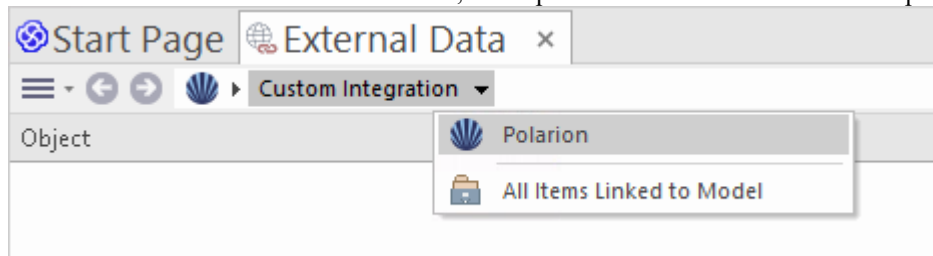 Start Page External Data ×
Custom Integration
Object
Polarion
All Items Linked to Model